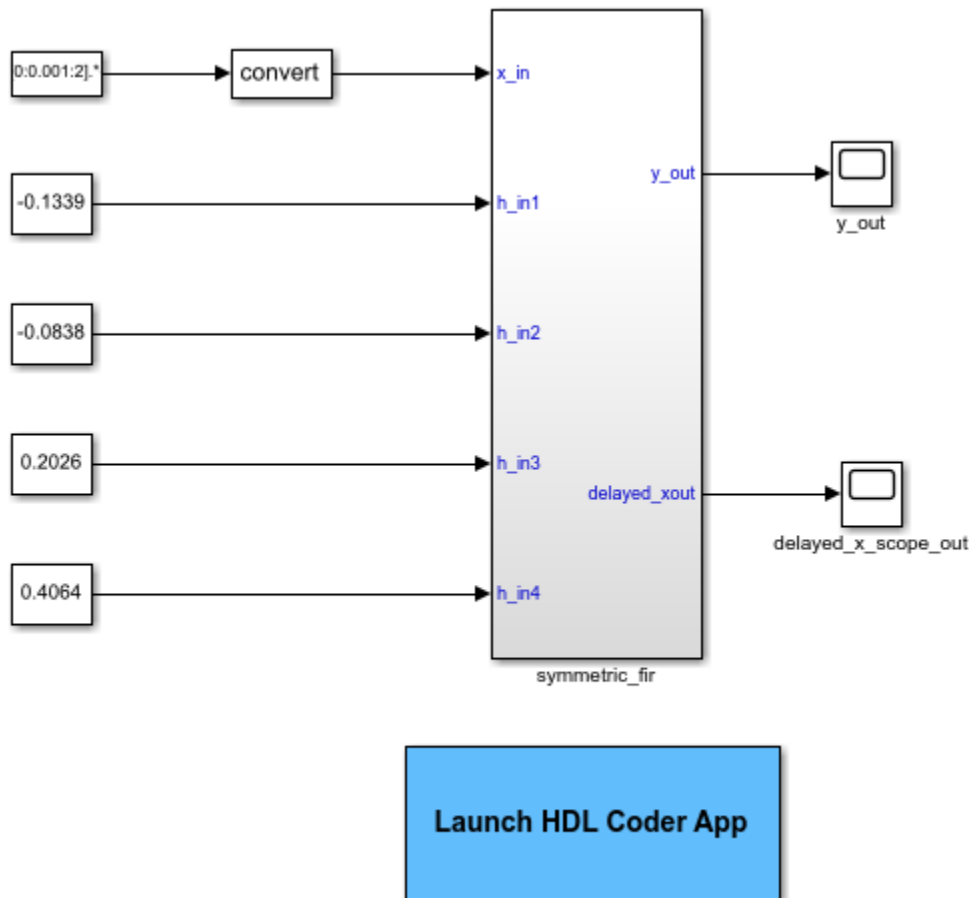 0:0.001:2].*
convert
x_in
-0.1339
h_in1
y_out
y_out
-0.0838
h_in2
0.2026
h_in3
delayed_xout
delayed_x_scope_out
0.4064
h_in4
symmetric_fir
Launch HDL Coder App